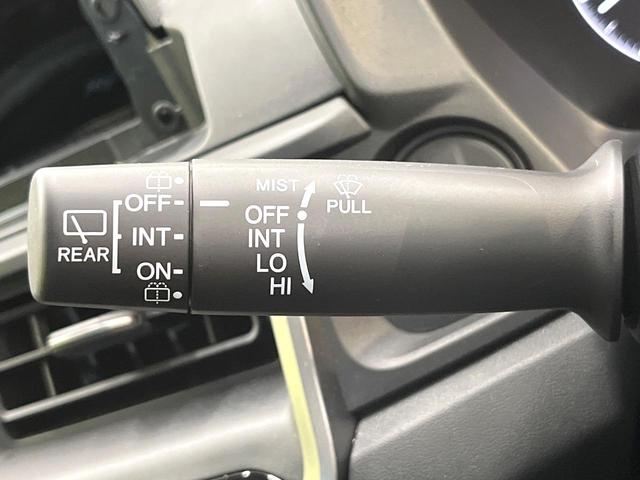 OFF
INT
REAR
ON
MIST
OFF
INT
LO
HI
PULL